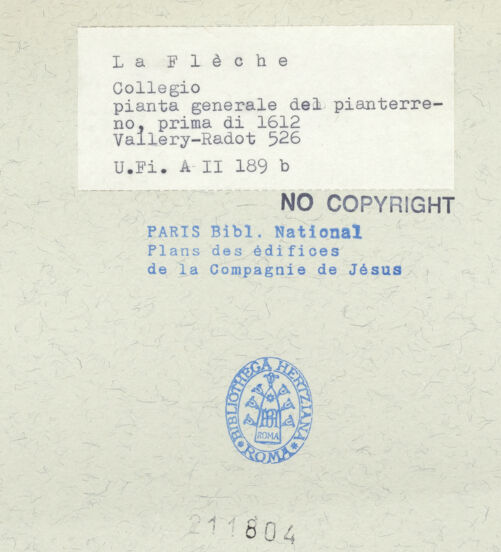 La Flèche
Collegio
pianta generale del pianterre-
no, prima di 1612
Vallery-Radot 526
U.Fi. A II 189 b
NO COPYRIGHT
PARIS Bibl. National
Plans des édifices
de la Compagnie de Jésus
BIBLIOTHECA HERTZIANA
ROMA
ROMA
211804